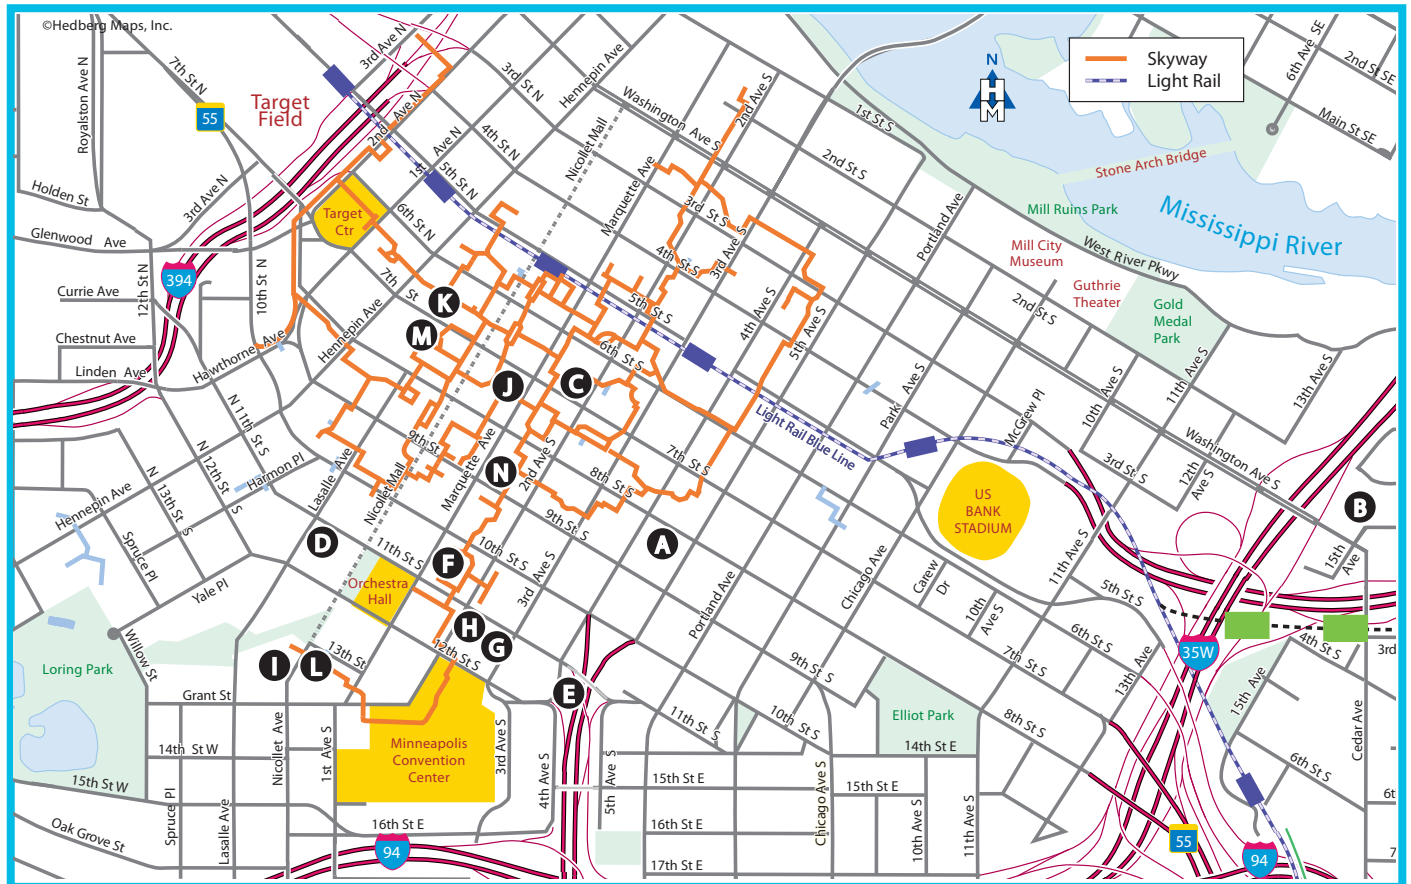 ©Hedberg Maps, Inc.
3rd Ave N
Hennepin Ave
6th Ave SE
2nd St SE
Skyway
Light Rail
N
H
M
7th St N
Royalston Ave N
55
Target
Field
3rd St N
Washington Ave S
2nd Ave S
1st St S
Main St SE
2nd Ave N
1st Ave N
4th St N
Nicollet Mall
Marquette Ave
2nd St S
Stone Arch Bridge
5th St N
Holden St
3rd Ave N
Target
Ctr
6th St N
3rd St S
Portland Ave
Mill Ruins Park
Mississippi River
Glenwood Ave
Mill City
Museum
West River Pkwy
394
12th St N
10th St N
7th St
4th St S
3rd Ave S
Guthrie
Theater
Currie Ave
K
5th St S
4th Ave S
5th Ave S
2nd St S
Gold
Medal
Park
Chestnut Ave
Hawthorne Ave
Hennepin Ave
M
6th St S
Linden Ave
J
C
Park Ave S
McGrew Pl
10th Ave S
11th Ave S
13th Ave S
N 11th St S
Light Rail Blue Line
9th St
N 12th St S
Harmon Pl
Lasalle Ave
Nicollet Mall
Marquette Ave
N
2nd Ave S
8th St S
7th St S
3rd St S
12th Ave S
Washington Ave S
Hennepin Ave
N 13th St S
US
BANK
STADIUM
B
9th St S
Spruce Pl
D
11th St S
F
10th St S
A
15th Ave
11th Ave S
Yale Pl
Orchestra
Hall
3rd Ave S
Portland Ave
Chicago Ave
Carew Dr
10th Ave S
5th St S
6th St S
4th St S
3rd
Willow St
H
G
12th St S
13th St
I
L
35W
Loring Park
9th St S
7th St S
13th Ave
15th Ave
Grant St
E
11th St S
10th St S
Elliot Park
8th St S
Nicollet Ave
1st Ave S
Minneapolis
Convention
Center
3rd Ave S
4th Ave S
5th Ave S
14th St W
14th St E
Cedar Ave
6th St S
15th St W
15th St E
15th St E
6t
Spruce Pl
Lasalle Ave
Chicago Ave S
10th Ave S
11th Ave S
Oak Grove St
16th St E
16th St E
94
17th St E
55
94
7